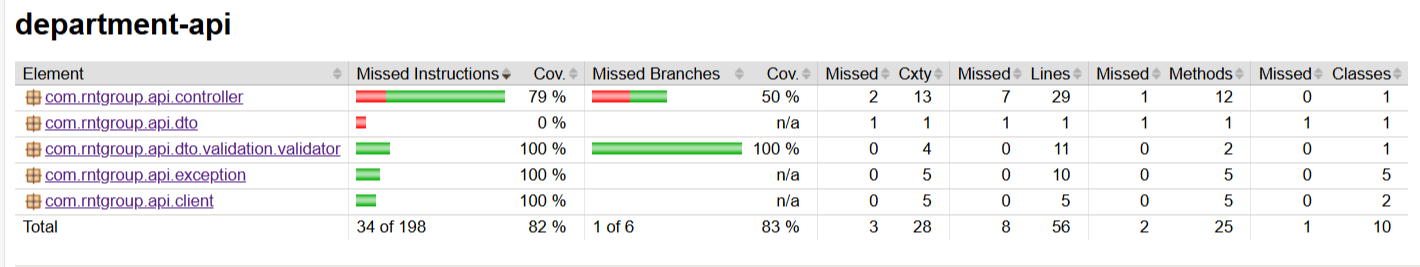 department-api
Element Missed Instructions Cov. Missed Branches Cov. Missed Cxty Missed Lines Missed Methods Missed Classes
com.rntgroup.api.controller 79 % 50 % 2 13 7 29 1 12 0 1
com.rntgroup.api.dto 0 % n/a 1 1 1 1 1 1 1 1
com.rntgroup.api.dto.validation.validator 100 % 100 % 0 4 0 11 0 2 0 1
com.rntgroup.api.exception 100 % n/a 0 5 0 10 0 5 0 5
com.rntgroup.api.client 100 % n/a 0 5 0 5 0 5 0 2
Total 34 of 198 82 % 1 of 6 83 % 3 28 8 56 2 25 1 10